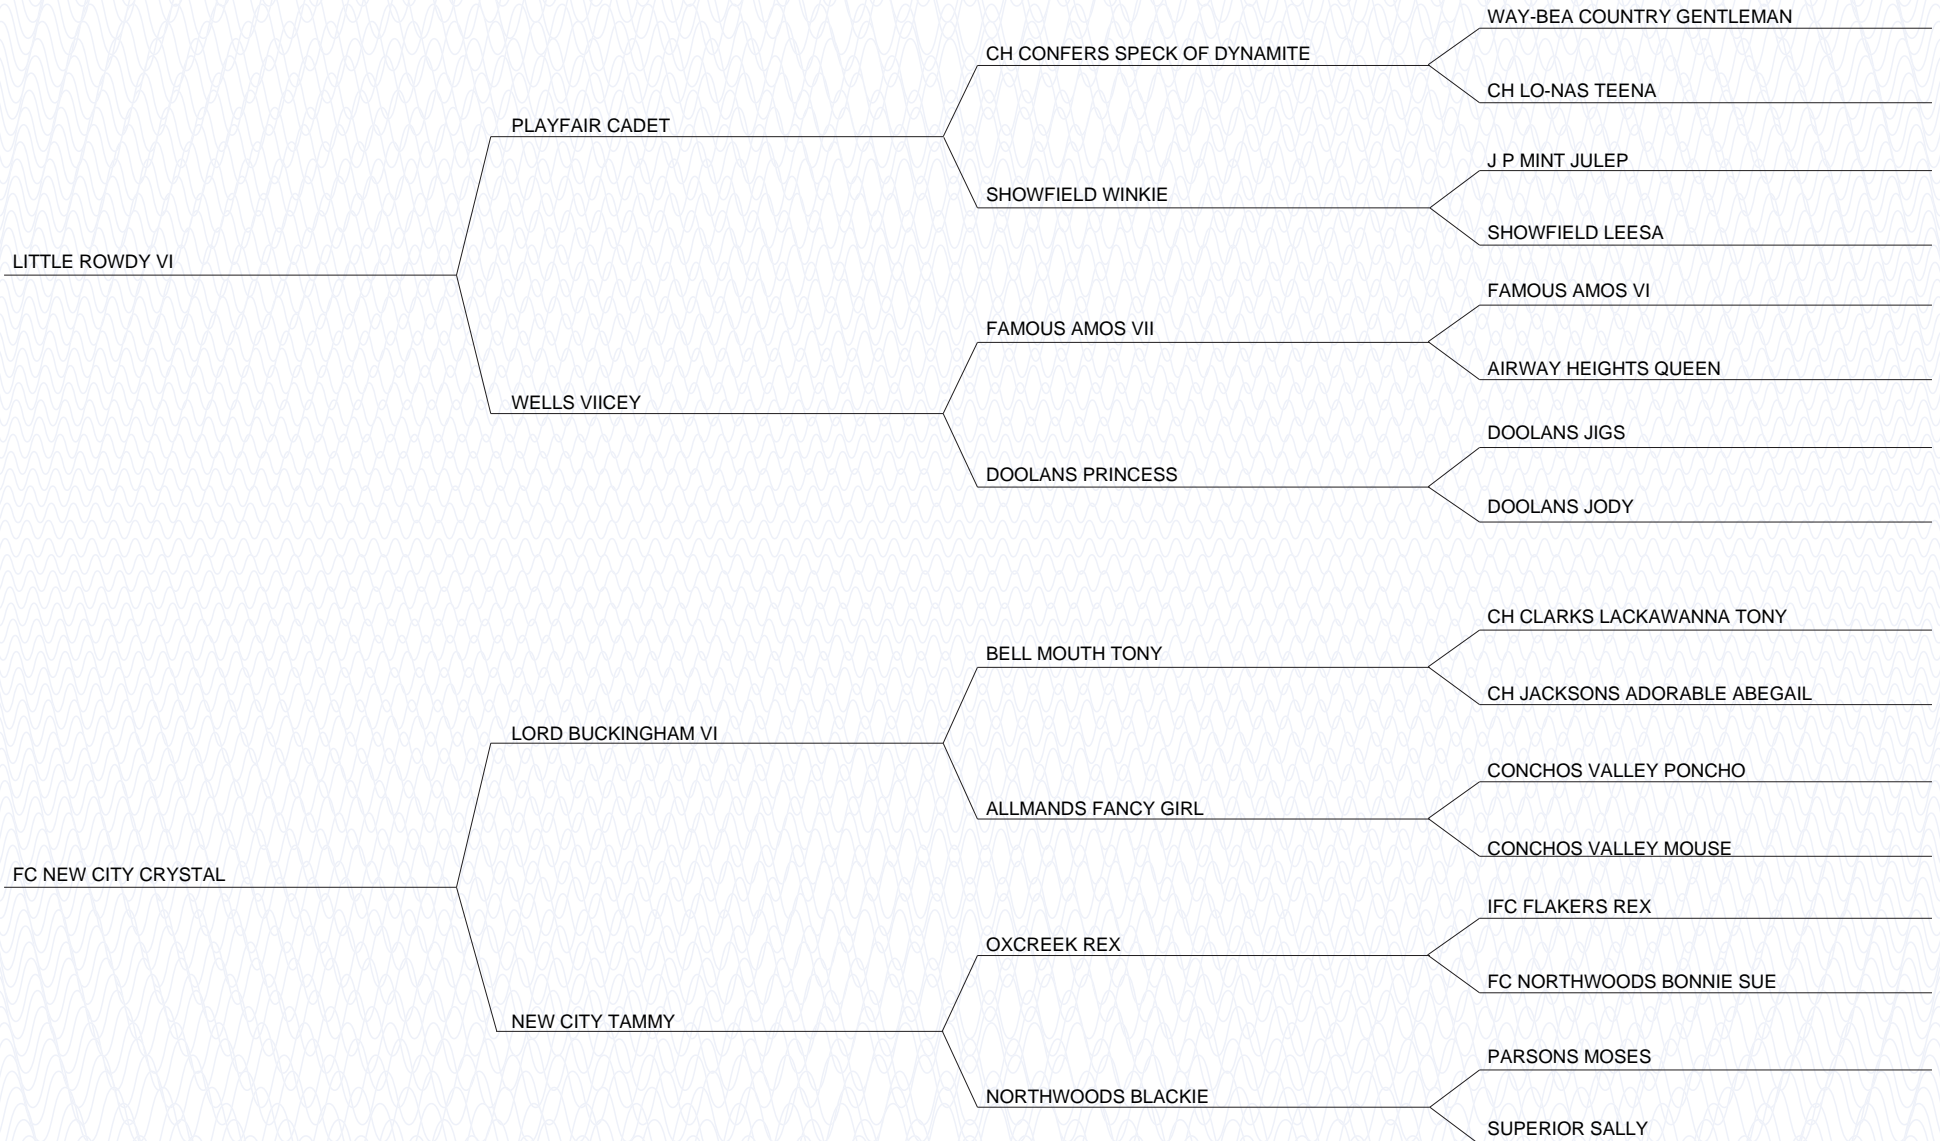 WAY-BEA COUNTRY GENTLEMAN
CH CONFERS SPECK OF DYNAMITE
CH LO-NAS TEENA
PLAYFAIR CADET
J P MINT JULEP
SHOWFIELD WINKIE
SHOWFIELD LEESA
LITTLE ROWDY VI
FAMOUS AMOS VI
FAMOUS AMOS VII
AIRWAY HEIGHTS QUEEN
WELLS VIICEY
DOOLANS JIGS
DOOLANS PRINCESS
DOOLANS JODY
CH CLARKS LACKAWANNA TONY
BELL MOUTH TONY
CH JACKSONS ADORABLE ABEGAIL
LORD BUCKINGHAM VI
CONCHOS VALLEY PONCHO
ALLMANDS FANCY GIRL
CONCHOS VALLEY MOUSE
FC NEW CITY CRYSTAL
IFC FLAKERS REX
OXCREEK REX
FC NORTHWOODS BONNIE SUE
NEW CITY TAMMY
PARSONS MOSES
NORTHWOODS BLACKIE
SUPERIOR SALLY